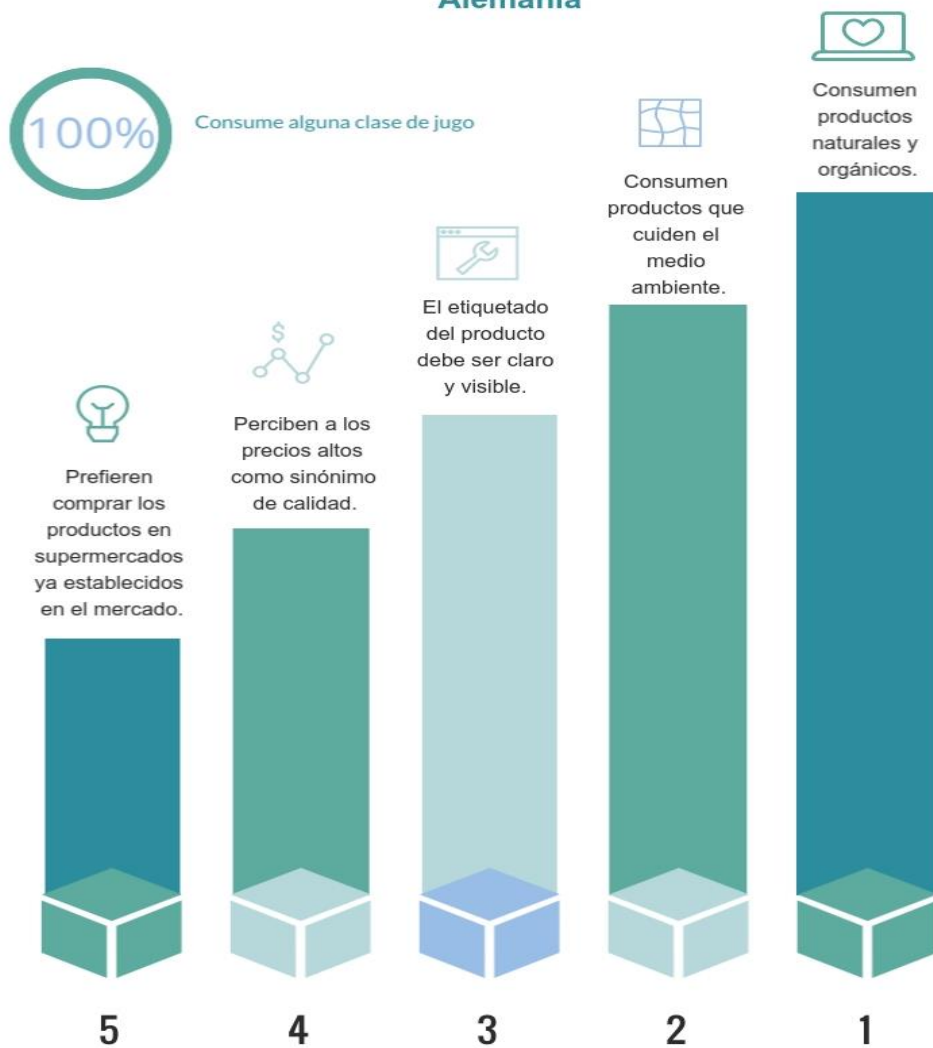 Alemania
100%
Consume alguna clase de jugo
Consumen
productos
naturales y
orgánicos.
Consumen
productos que
cuiden el
medio
ambiente.
El etiquetado
del producto
debe ser claro
y visible.
$
Perciben a los
precios altos
como sinónimo
de calidad.
Prefieren
comprar los
productos en
supermercados
ya establecidos
en el mercado.
5
4
3
2
1